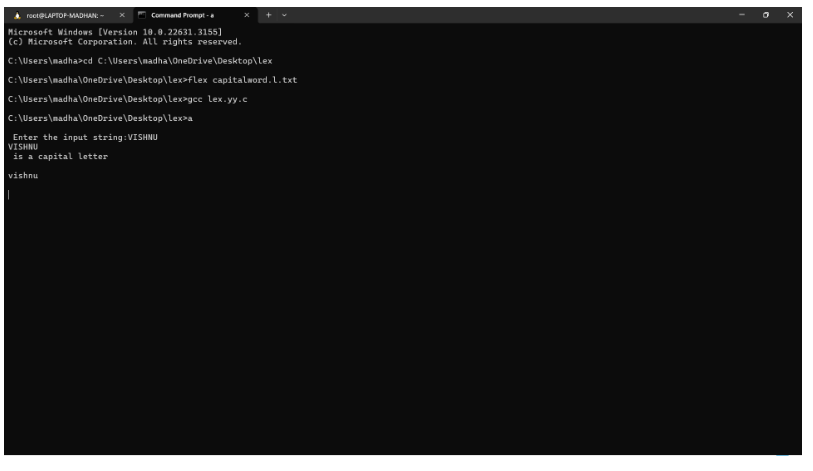 root@LAPTOP-MADHAN: ~
Command Prompt - a
Microsoft Windows [Version 10.0.22631.3155]
(c) Microsoft Corporation. All rights reserved.
C:\Users\madha>cd C:\Users\madha\OneDrive\Desktop\lex
C:\Users\madha\OneDrive\Desktop\lex>flex capitalword.l.txt
C:\Users\madha\OneDrive\Desktop\lex>gcc lex.yy.c
C:\Users\madha\OneDrive\Desktop\lex>a
Enter the input string:VISHNU
VISHNU
is a capital letter
vishnu